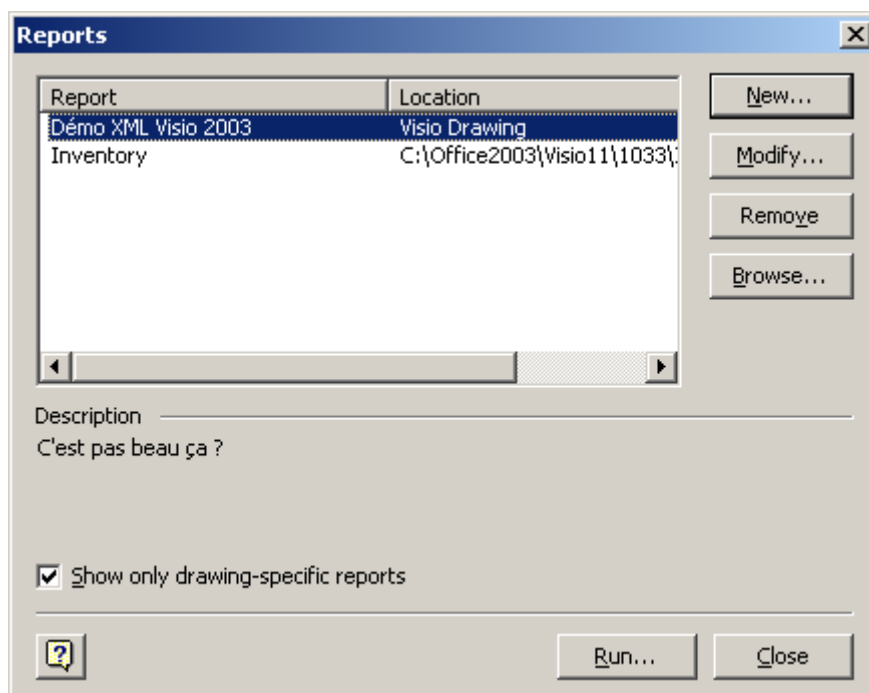 Reports
Report Location
Démo XML Visio 2003 Visio Drawing
Inventory C:\Office2003\Visio11\1033\
New...
Modify...
Remove
Browse...
Description
C'est pas beau ça ?
Show only drawing-specific reports
Run... Close